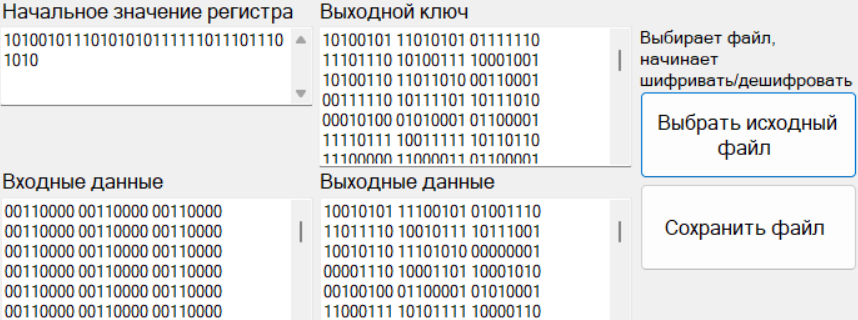 Начальное значение регистра
10100101110101010111111011101110
1010
Выходной ключ
10100101 11010101 01111110
11101110 10100111 10001001
10100110 11011010 00110001
00111110 10111101 10111010
00010100 01010001 01100001
11110111 10011111 10110110
11100000 11000011 01100001
Выбирает файл,
начинает
шифривать/дешифровать
Выбрать исходный
файл
Сохранить файл
Входные данные
00110000 00110000 00110000
00110000 00110000 00110000
00110000 00110000 00110000
00110000 00110000 00110000
00110000 00110000 00110000
00110000 00110000 00110000
Выходные данные
10010101 11100101 01001110
11011110 10010111 10111001
10010110 11101010 00000001
00001110 10001101 10001010
00100100 01100001 01010001
11000111 10101111 10000110